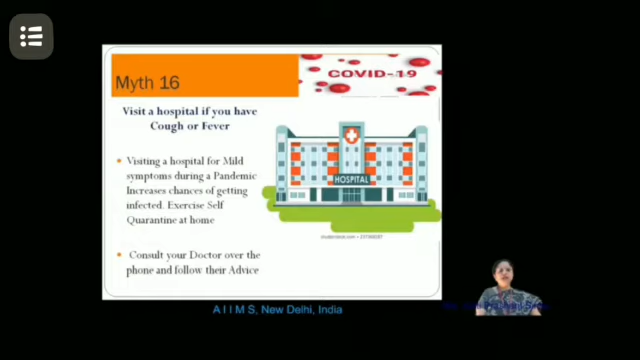 Myth 16
COVID-19
Visit a hospital if you have
Cough or Fever
Visiting a hospital for Mild
symptoms during a Pandemic
Increases chances of getting
infected. Exercise Self
Quarantine at home
Consult your Doctor over the
phone and follow their Advice
HOSPITAL
A I I M S, New Delhi, India